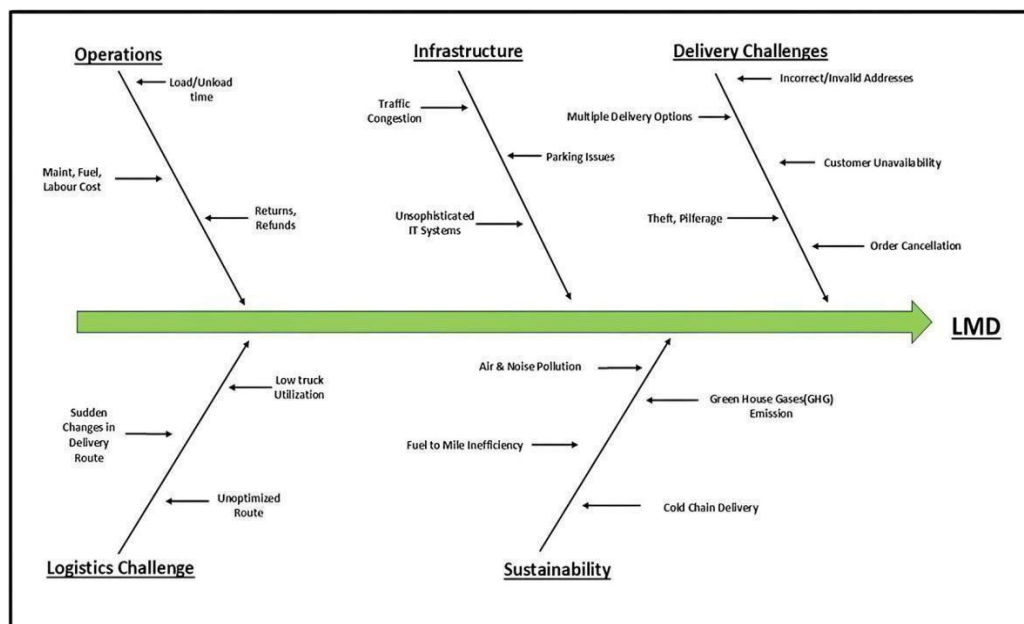 Operations
Infrastructure
Delivery Challenges
Load/Unload
time
Maint, Fuel,
Labour Cost
Returns,
Refunds
Traffic
Congestion
Parking Issues
Unsophisticated
IT Systems
Incorrect/Invalid Addresses
Multiple Delivery Options
Customer Unavailability
Theft, Pilferage
Order Cancellation
LMD
Low truck
Utilization
Sudden
Changes in
Delivery
Route
Unoptimized
Route
Logistics Challenge
Air & Noise Pollution
Green House Gases(GHG)
Emission
Fuel to Mile Inefficiency
Cold Chain Delivery
Sustainability